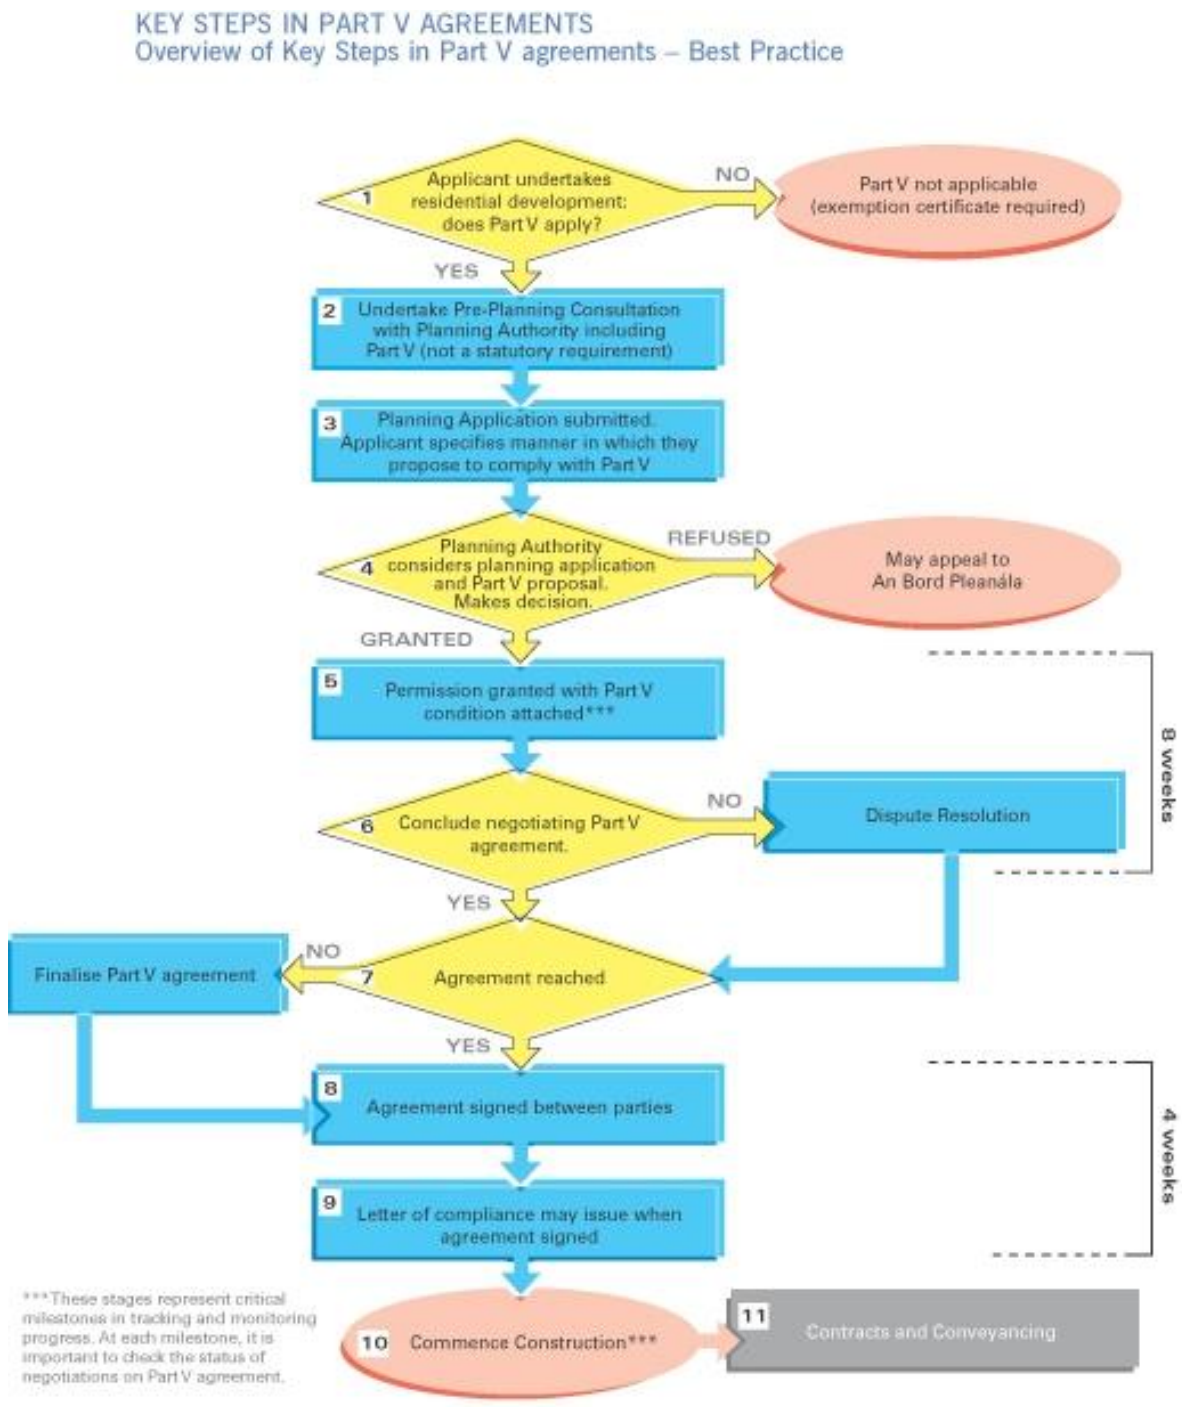 KEY STEPS IN PART V AGREEMENTS
Overview of Key Steps in Part V agreements – Best Practice
1
Applicant undertakes
residential development:
does Part V apply?
NO
Part V not applicable
(exemption certificate required)
YES
2
Undertake Pre-Planning Consultation
with Planning Authority including
Part V (not a statutory requirement)
3
Planning Application submitted.
Applicant specifies manner in which they
propose to comply with Part V
4
Planning Authority
considers planning application
and Part V proposal.
Makes decision.
REFUSED
May appeal to
An Bord Pleanála
GRANTED
5
Permission granted with Part V
condition attached***
8 weeks
6
Conclude negotiating Part V
agreement.
NO
Dispute Resolution
YES
7
Agreement reached
NO
Finalise Part V agreement
YES
8
Agreement signed between parties
4 weeks
9
Letter of compliance may issue when
agreement signed
***These stages represent critical
milestones in tracking and monitoring
progress. At each milestone, it is
important to check the status of
negotiations on Part V agreement.
10
Commence Construction***
11
Contracts and Conveyancing